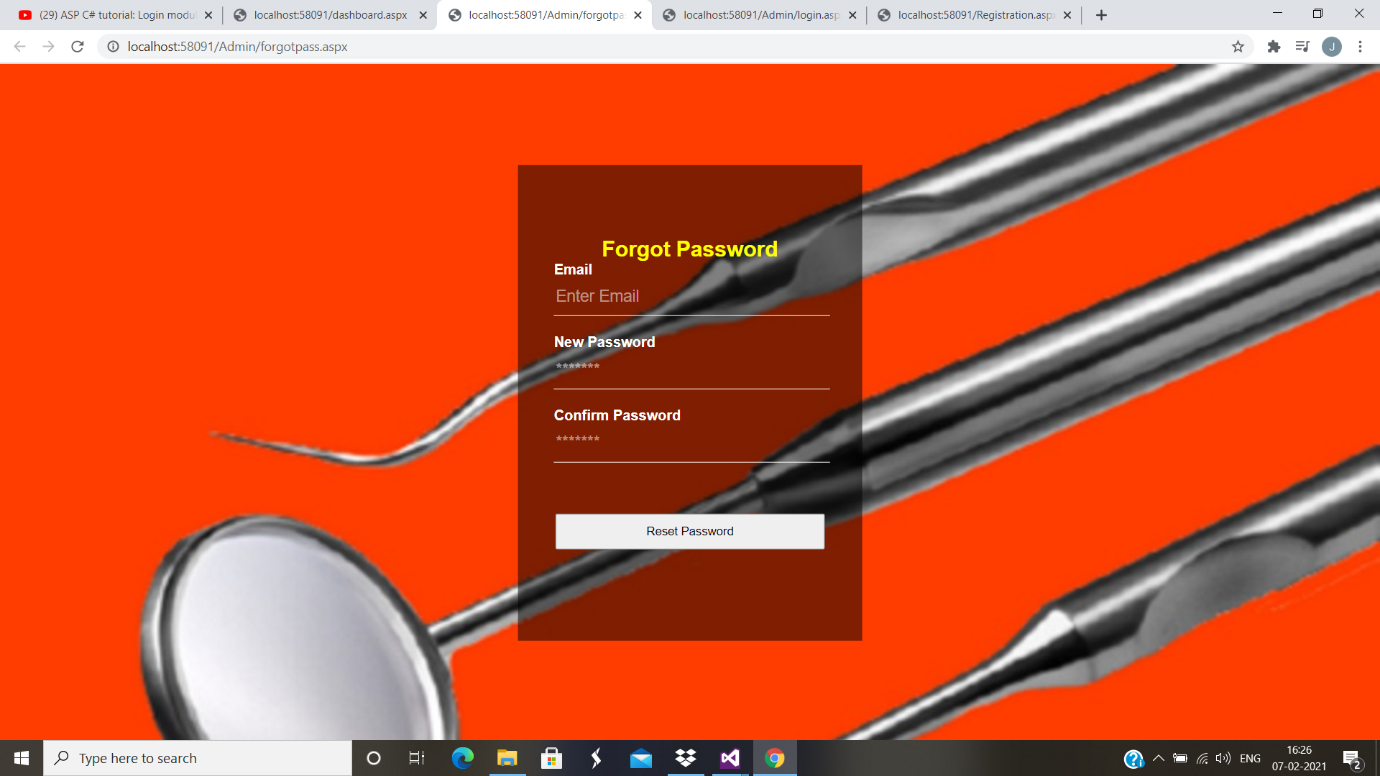 (29) ASP C# tutorial: Login modul
localhost:58091/dashboard.aspx
localhost:58091/Admin/forgotpa
localhost:58091/Admin/login.asp
localhost:58091/Registration.asp
localhost:58091/Admin/forgotpass.aspx
J
Forgot Password
Email
Enter Email
New Password
*******
Confirm Password
*******
Reset Password
Type here to search
ENG
16:26
07-02-2021
2